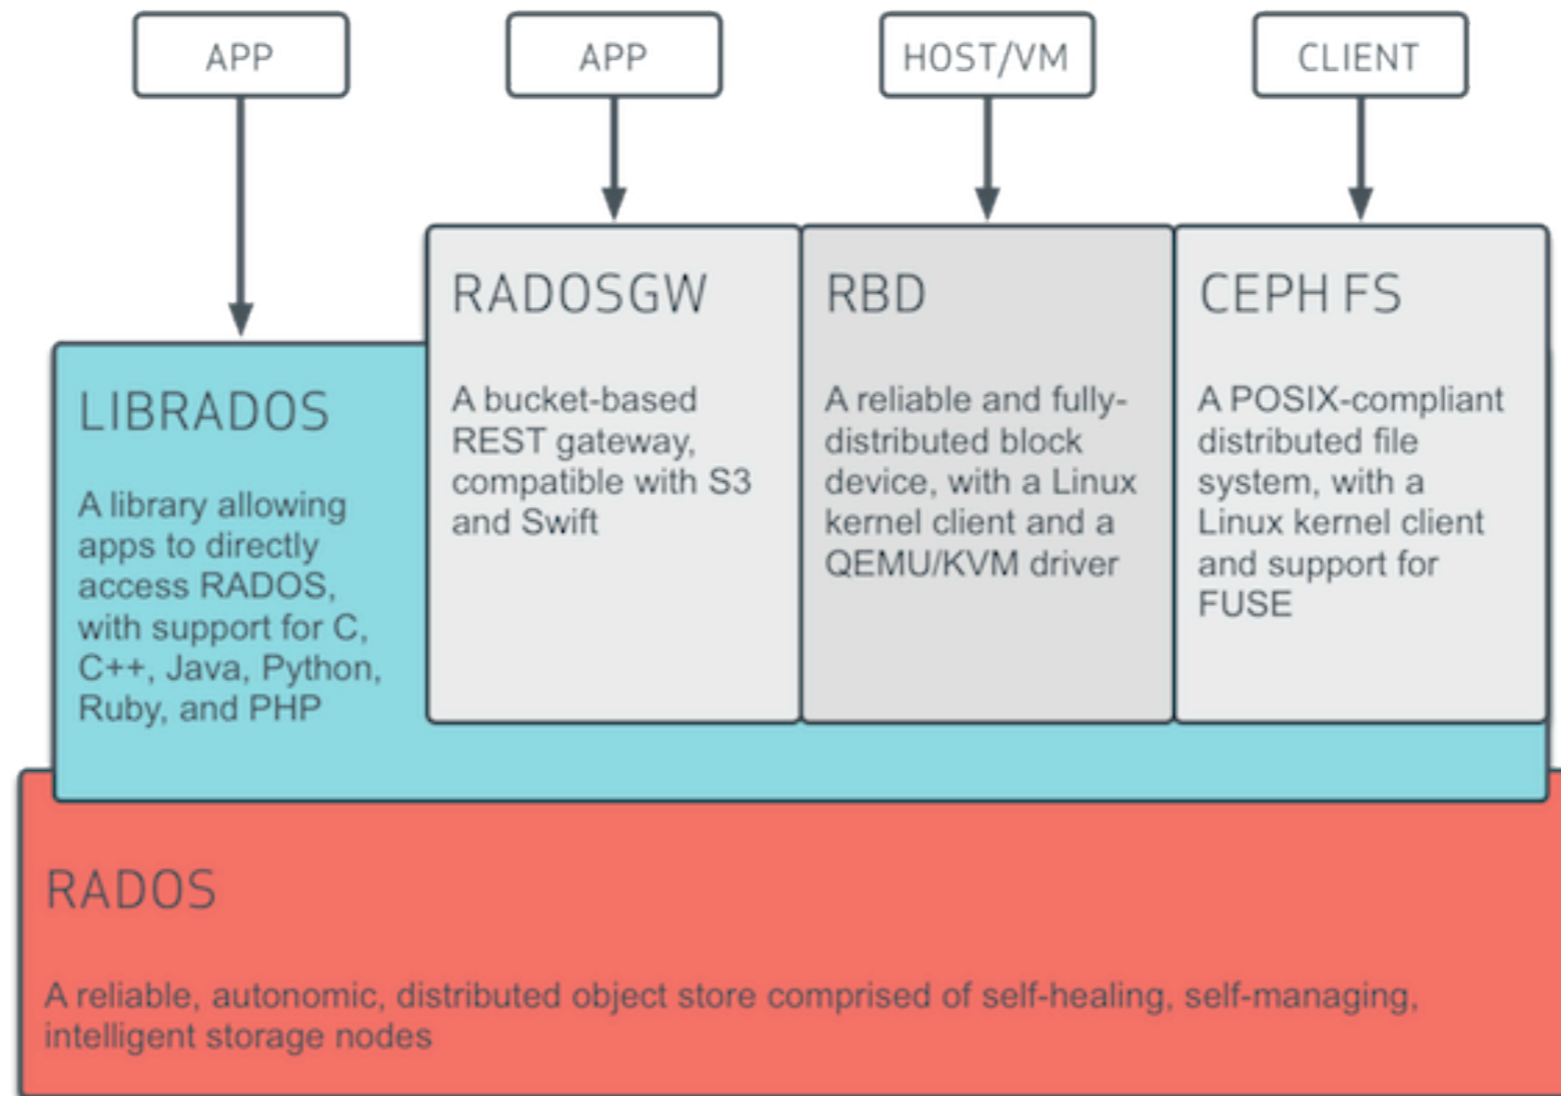 APP
APP
HOST/VM
CLIENT
LIBRADOS
A library allowing
apps to directly
access RADOS,
with support for C,
C++, Java, Python,
Ruby, and PHP
RADOSGW
A bucket-based
REST gateway,
compatible with S3
and Swift
RBD
A reliable and fully-
distributed block
device, with a Linux
kernel client and a
QEMU/KVM driver
CEPH FS
A POSIX-compliant
distributed file
system, with a
Linux kernel client
and support for
FUSE
RADOS
A reliable, autonomic, distributed object store comprised of self-healing, self-managing,
intelligent storage nodes